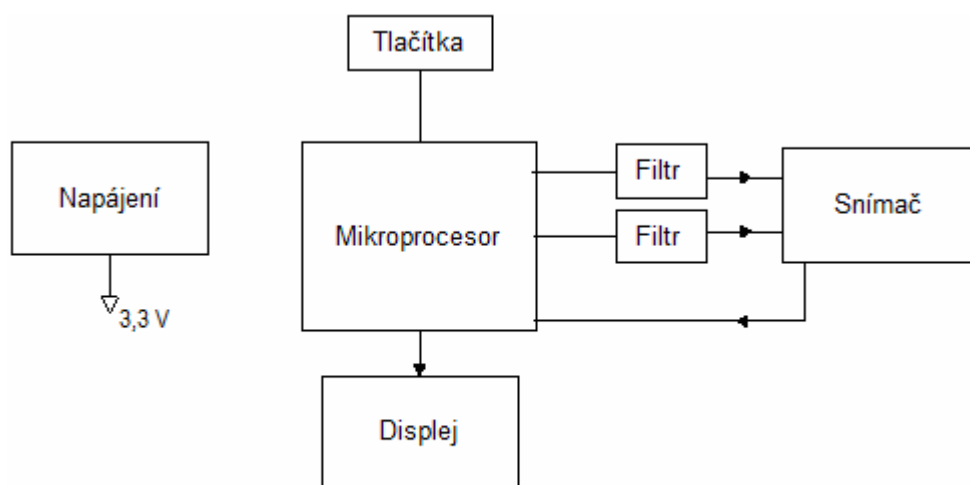 Tlačítka
Napájení
3,3 V
Mikroprocesor
Filtr
Filtr
Snímač
Displej